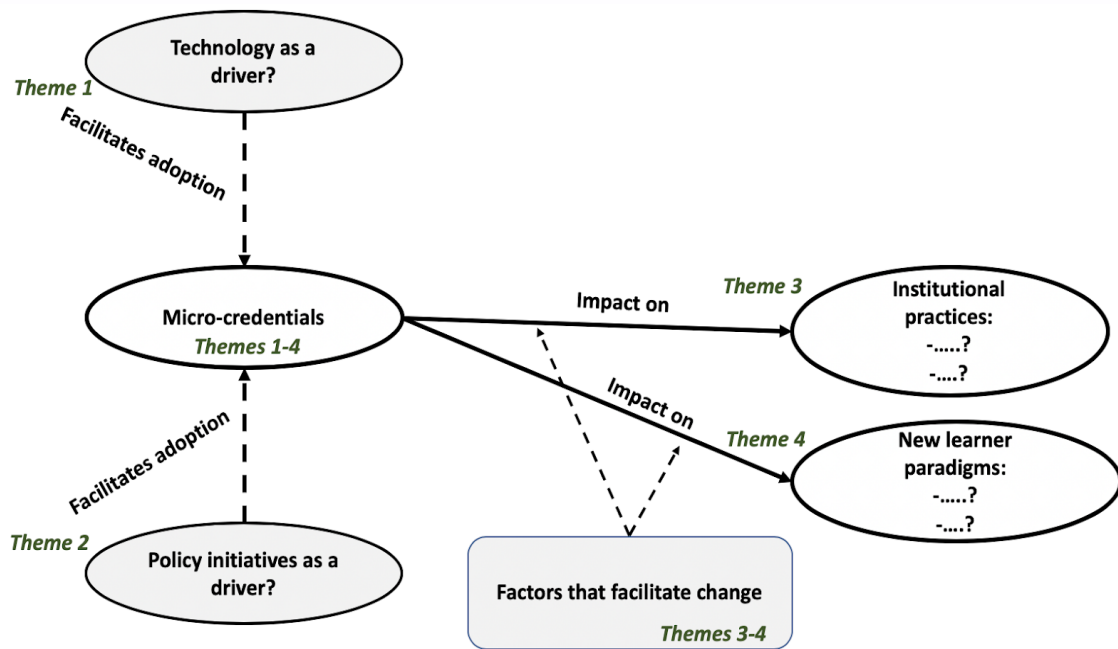 Technology as a
driver?
Theme 1
Facilitates adoption
Micro-credentials
Themes 1-4
Impact on
Theme 3
Institutional
practices:
-.....?
-....?
Impact on
Theme 4
New learner
paradigms:
-.....?
-....?
Facilitates adoption
Theme 2
Policy initiatives as a
driver?
Factors that facilitate change
Themes 3-4